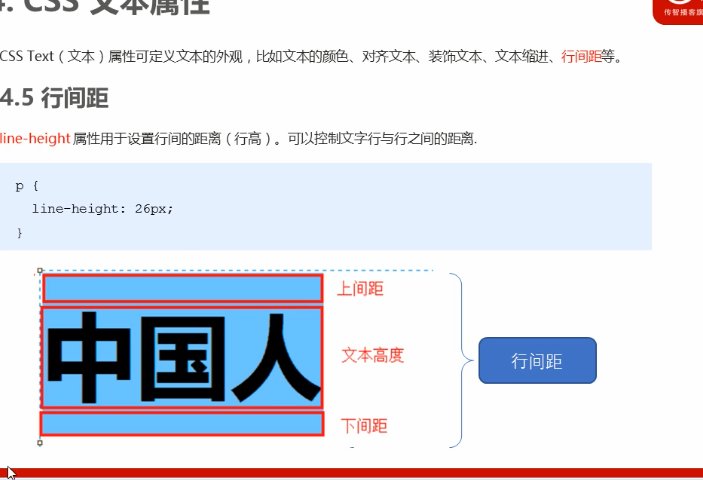 4. CSS 文本属性
传智播客旗
CSS Text（文本）属性可定义文本的外观，比如文本的颜色、对齐文本、装饰文本、文本缩进、行间距等。
4.5 行间距
line-height 属性用于设置行间的距离（行高）。可以控制文字行与行之间的距离.
p {
line-height: 26px;
}
上间距
中国人
文本高度
行间距
下间距